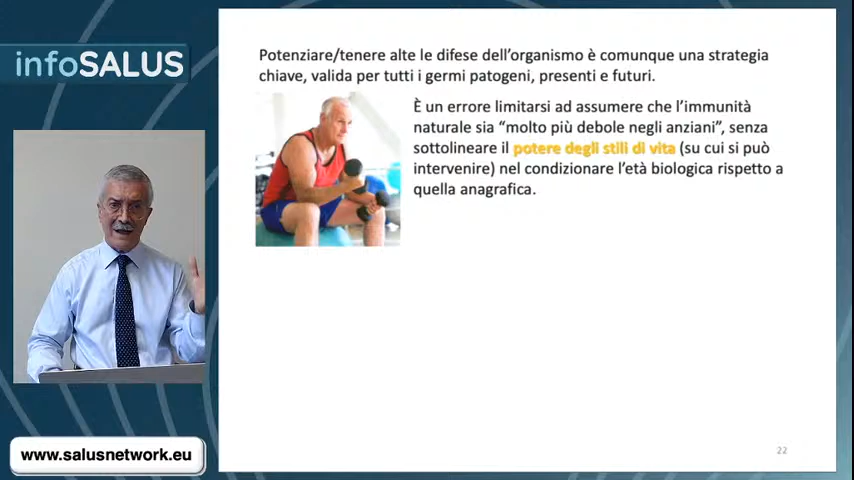 infoSALUS
Potenziare/tenere alte le difese dell'organismo è comunque una strategia
chiave, valida per tutti i germi patogeni, presenti e futuri.
È un errore limitarsi ad assumere che l'immunità
naturale sia "molto più debole negli anziani", senza
sottolineare il potere degli stili di vita (su cui si può
intervenire) nel condizionare l'età biologica rispetto a
quella anagrafica.
22
www.salusnetwork.eu